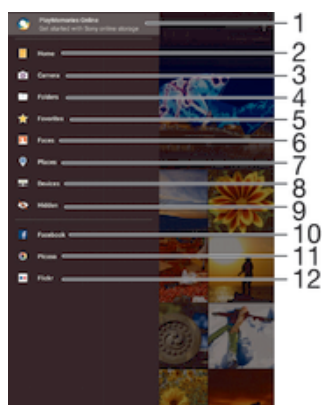 PlayMemories Online
Get started with Sony online storage
Home
Camera
Folders
Favorites
Faces
Places
Devices
Hidden
Facebook
Picasa
Flickr
1
2
3
4
5
6
7
8
9
10
11
12